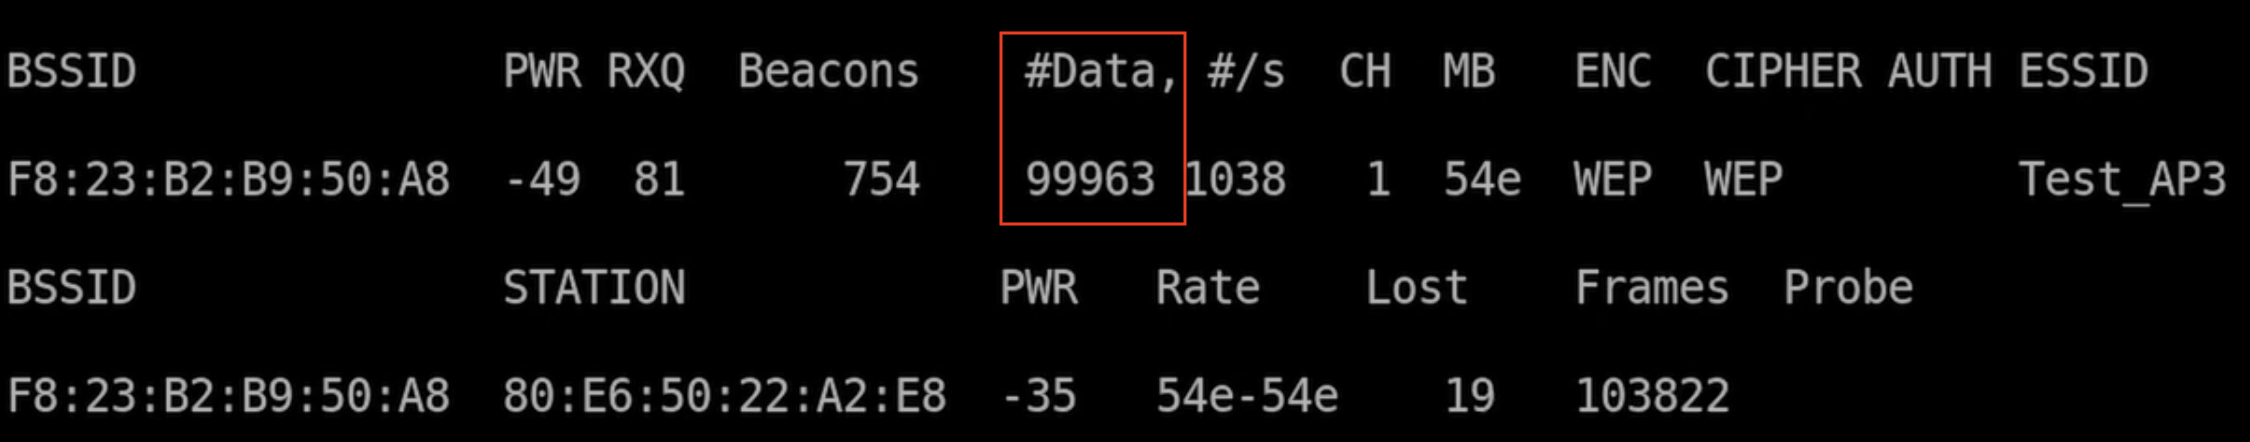 BSSID PWR RXQ Beacons #Data, #/s CH MB ENC CIPHER AUTH ESSID
F8:23:B2:B9:50:A8 -49 81 754 99963 1038 1 54e WEP WEP Test_AP3
BSSID STATION PWR Rate Lost Frames Probe
F8:23:B2:B9:50:A8 80:E6:50:22:A2:E8 -35 54e-54e 19 103822